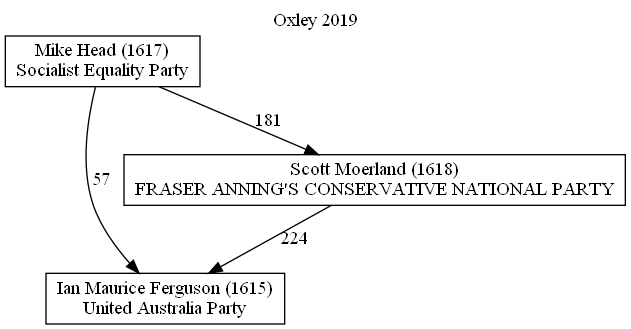 Oxley 2019
Mike Head (1617)
Socialist Equality Party
181
57
Scott Moerland (1618)
FRASER ANNING'S CONSERVATIVE NATIONAL PARTY
224
Ian Maurice Ferguson (1615)
United Australia Party